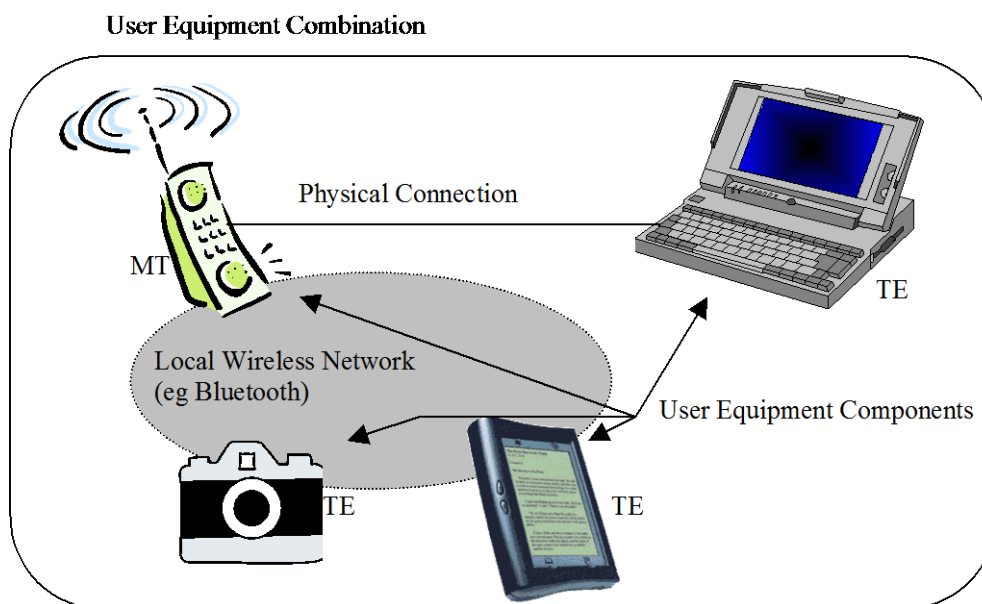 User Equipment Combination
Physical Connection
MT
TE
Local Wireless Network
(eg Bluetooth)
User Equipment Components
TE
TE